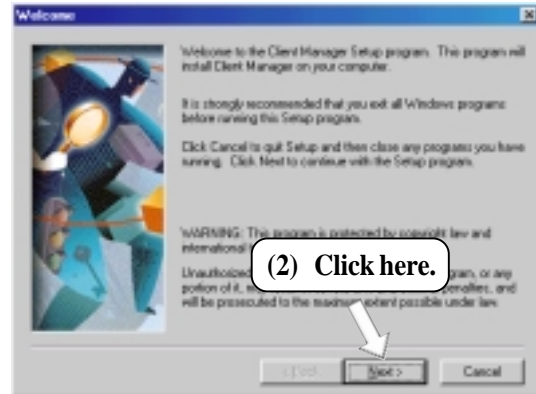 Welcome
Welcome to the Client Manager Setup program. This program will
install Client Manager on your computer.
It is strongly recommended that you exit all Windows programs
before running this Setup program.
Click Cancel to quit Setup and then close any programs you have
running. Click Next to continue with the Setup program.
WARNING: This program is protected by copyright law and
international
(2) Click here.
Unauthorized
gram, or any
portion of it,
penalties, and
will be prosecuted to the maximum extent possible under law.
< Back
Next >
Cancel